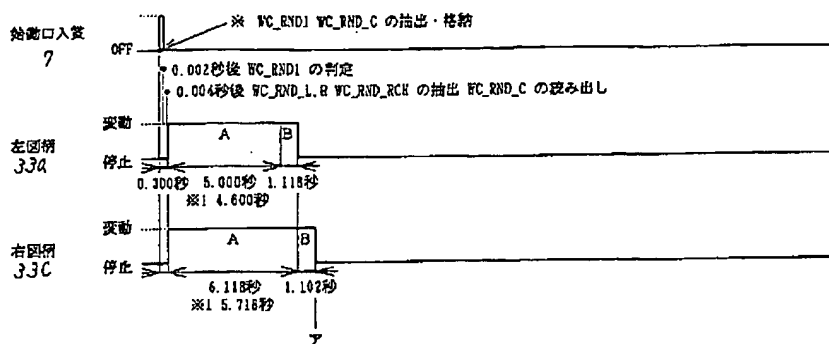 ※ WC_RND1 WC_RND_C の抽出・格納
始動口入賞
7
OFF
0.002秒後 WC_RND1 の判定
0.004秒後 WC_RND_L.R WC_RND_RCH の抽出 WC_RND_C の読み出し
変動
A
B
左図柄
33a
停止
0.300秒
5.000秒
1.118秒
※1 4.600秒
変動
A
B
右図柄
33C
停止
6.118秒
1.102秒
※1 5.718秒
ア